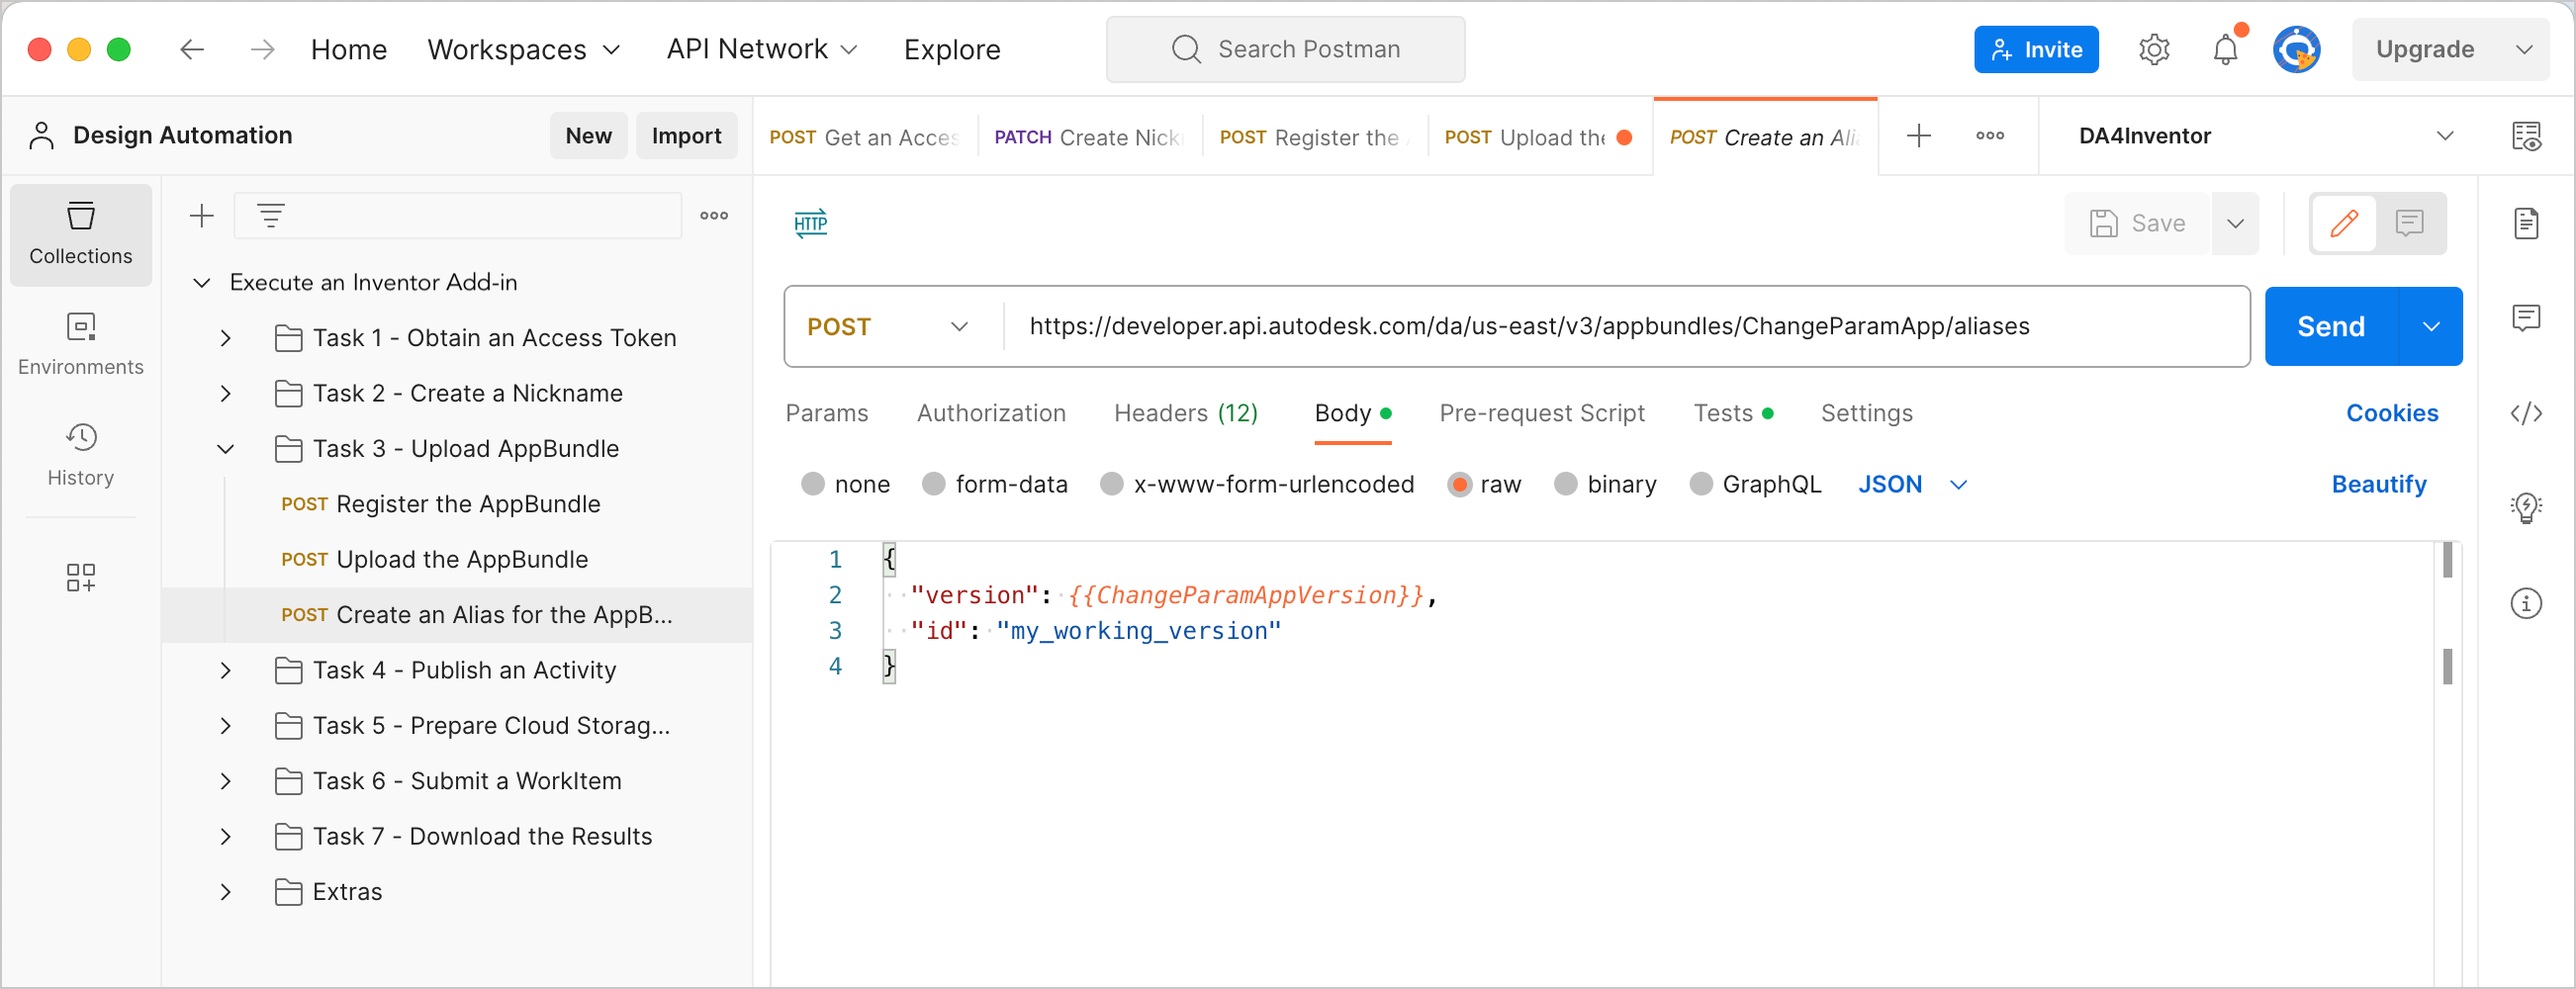 Home Workspaces API Network Explore Search Postman Invite Upgrade
Design Automation New Import
POST Get an Acces PATCH Create Nick POST Register the POST Upload the POST Create an Ali DA4Inventor
Collections
Environments
History
Execute an Inventor Add-in
Task 1 - Obtain an Access Token
Task 2 - Create a Nickname
Task 3 - Upload AppBundle
POST Register the AppBundle
POST Upload the AppBundle
POST Create an Alias for the AppB...
Task 4 - Publish an Activity
Task 5 - Prepare Cloud Storag...
Task 6 - Submit a WorkItem
Task 7 - Download the Results
Extras
HTTP Save
POST https://developer.api.autodesk.com/da/us-east/v3/appbundles/ChangeParamApp/aliases Send
Params Authorization Headers (12) Body Pre-request Script Tests Settings Cookies
none form-data x-www-form-urlencoded raw binary GraphQL JSON Beautify
1 {
2 "version": {{ChangeParamAppVersion}},
3 "id": "my_working_version"
4 }